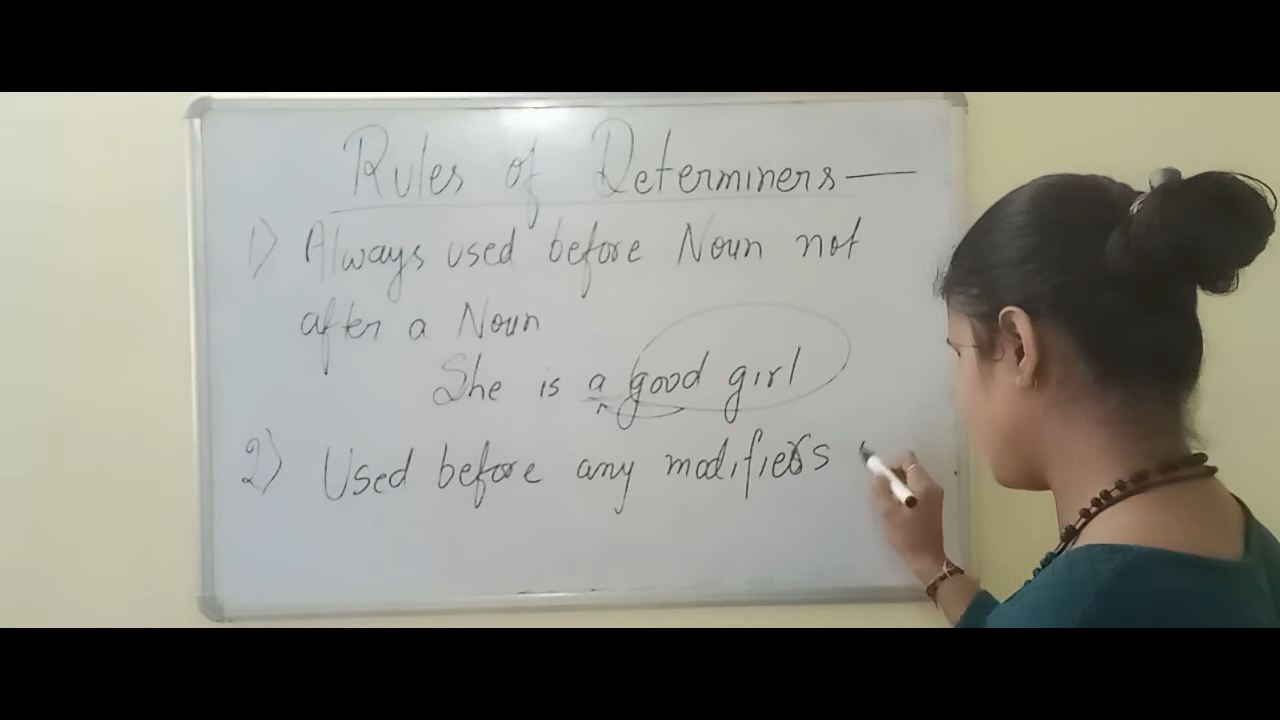 Rules of Determiners—
1) Always used before Noun not
after a Noun
She is a good girl
2) Used before any modifiers